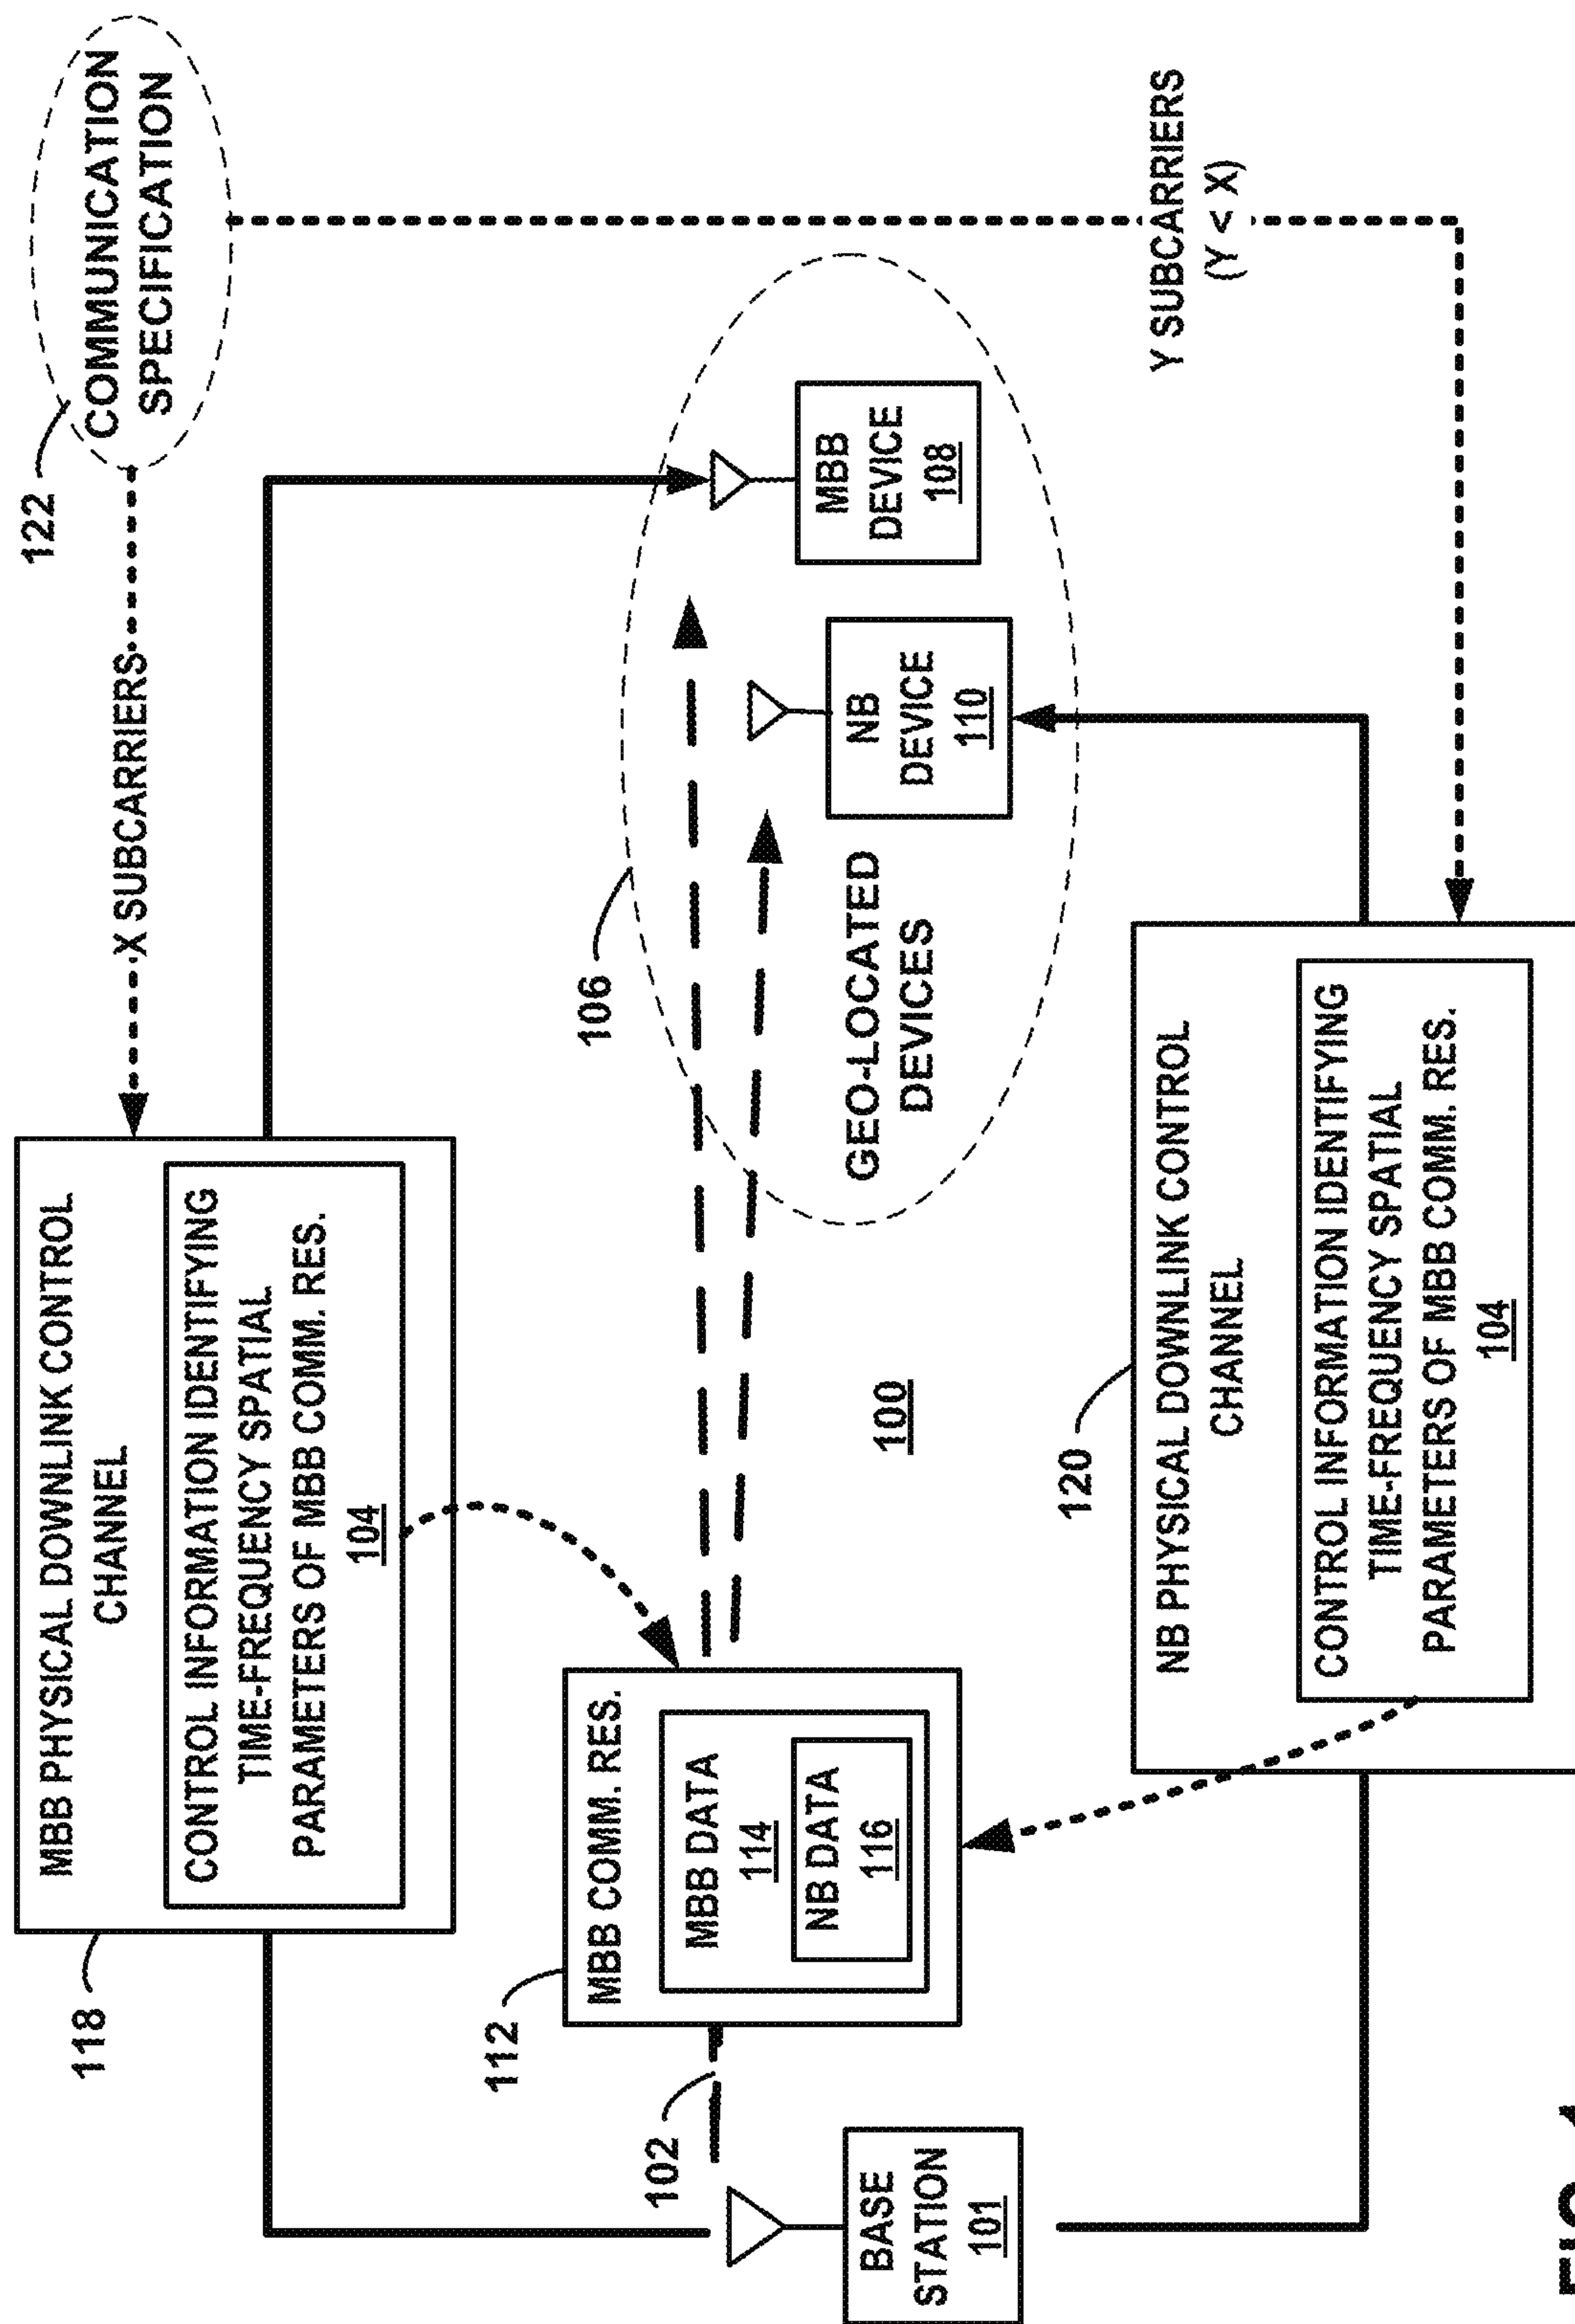 118
MBB PHYSICAL DOWNLINK CONTROL
CHANNEL
CONTROL INFORMATION IDENTIFYING
TIME-FREQUENCY SPATIAL
PARAMETERS OF MBB COMM. RES.
104
X SUBCARRIERS
122
COMMUNICATION
SPECIFICATION
112
102
MBB COMM. RES.
MBB DATA
114
NB DATA
116
BASE
STATION
101
100
106
GEO-LOCATED
DEVICES
NB
DEVICE
110
MBB
DEVICE
108
120
NB PHYSICAL DOWNLINK CONTROL
CHANNEL
CONTROL INFORMATION IDENTIFYING
TIME-FREQUENCY SPATIAL
PARAMETERS OF MBB COMM. RES.
104
Y SUBCARRIERS
(Y < X)